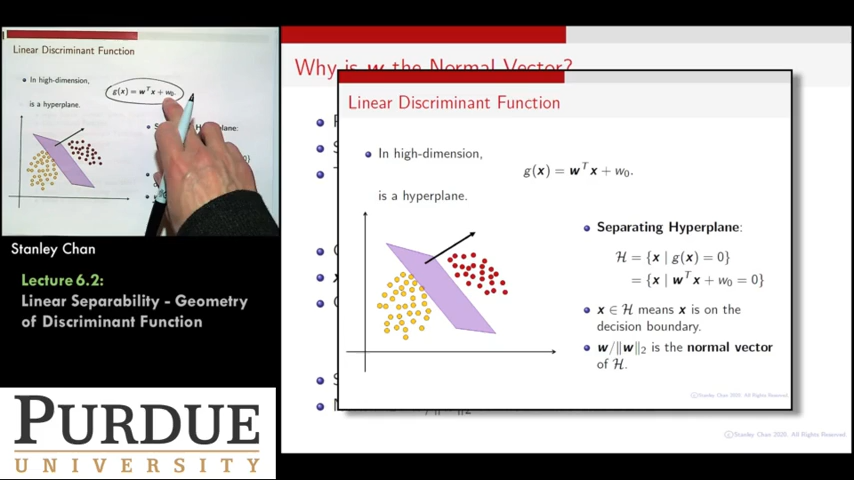 Linear Discriminant Function
In high-dimension,
g(x) = wᵀx + w₀.
is a hyperplane.
Stanley Chan
Lecture 6.2:
Linear Separability - Geometry
of Discriminant Function
PURDUE
UNIVERSITY
Why is w the Normal Vector?
Linear Discriminant Function
In high-dimension,
g(x) = wᵀx + w₀.
is a hyperplane.
Separating Hyperplane:
H = {x | g(x) = 0}
= {x | wᵀx + w₀ = 0}
x ∈ H means x is on the
decision boundary.
w/‖w‖₂ is the normal vector
of H.
©Stanley Chan 2020. All Rights Reserved.
©Stanley Chan 2020. All Rights Reserved.